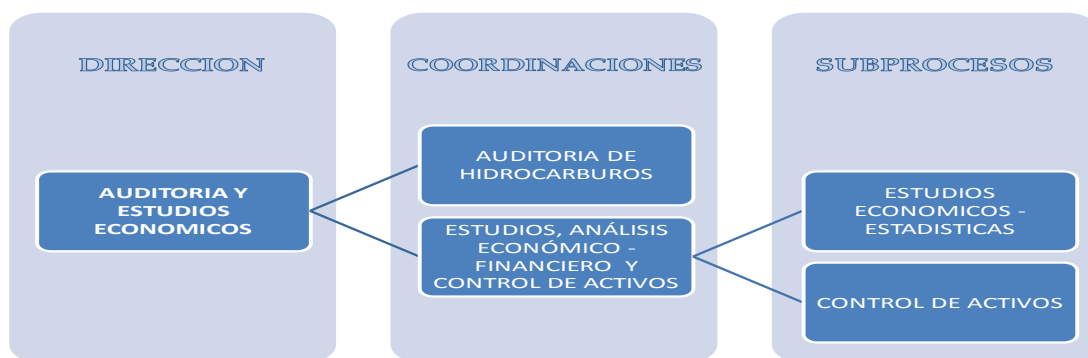 DIRECCION
AUDITORIA Y
ESTUDIOS
ECONOMICOS
COORDINACIONES
AUDITORIA DE
HIDROCARBUROS
ESTUDIOS, ANÁLISIS
ECONÓMICO -
FINANCIERO Y
CONTROL DE ACTIVOS
SUBPROCESOS
ESTUDIOS
ECONOMICOS -
ESTADISTICAS
CONTROL DE ACTIVOS